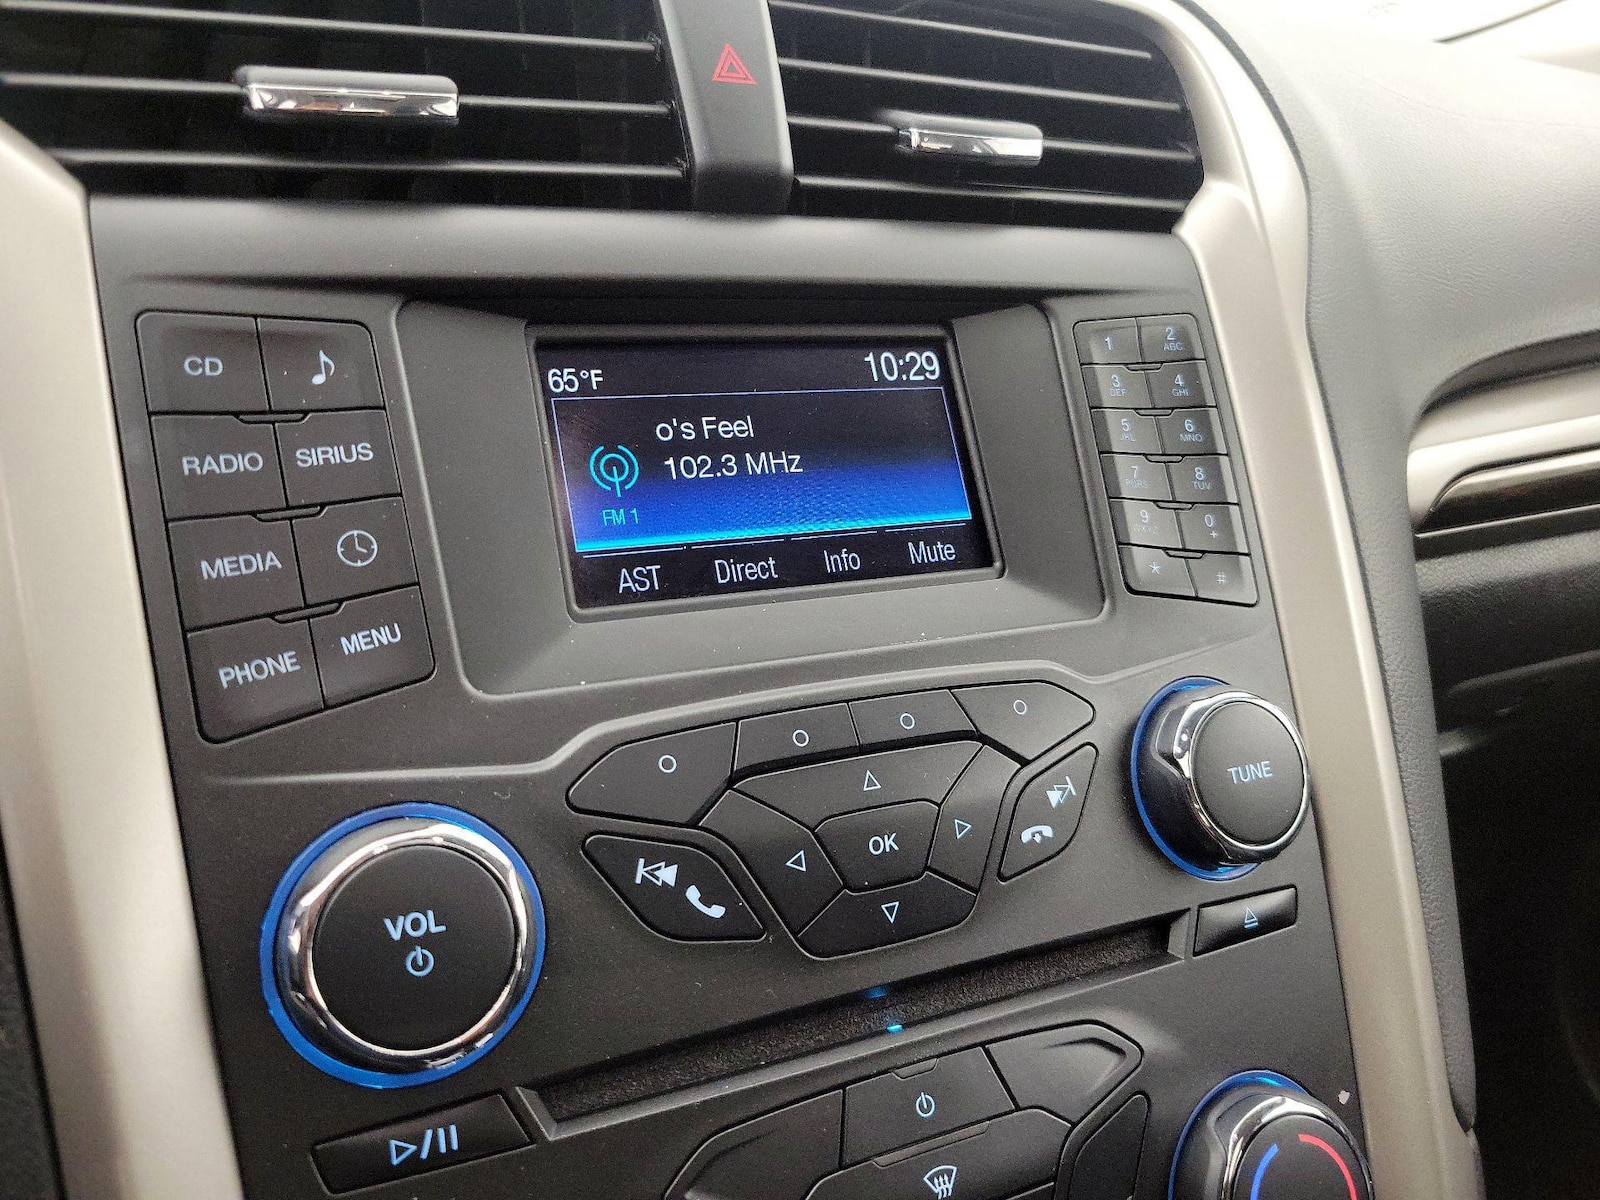 CD
RADIO SIRIUS
MEDIA
PHONE MENU
65°F 10:29
o's Feel
102.3 MHz
FM 1
AST Direct Info Mute
1 2 ABC
3 DEF 4 GHI
5 JKL 6 MNO
7 PQRS 8 TUV
9 0 +
* #
OK
TUNE
VOL